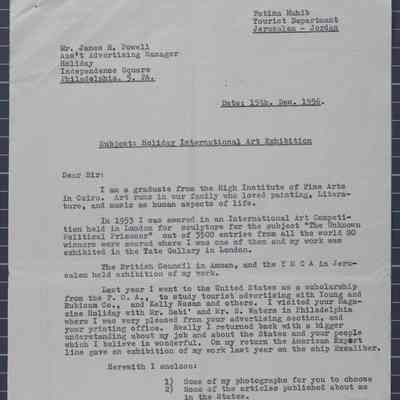 Fatima Muhib
Tourist Department
Jerusalem - Jordan
Mr. James H. Powell
Ass't Advertising Manager
Holiday
Independence Square
Philadelphia. 5. PA.
Date: 15th. Dec. 1956.
Subject: Holiday International Art Exhibition
Dear Sir:
I am a graduate from the High Institute of Fine Arts
in Cairo. Art runs in our family who loved painting, Litera-
ture, and music as human aspects of life.
In 1953 I was awarded in an International Art Competi-
tion held in London for sculpture for the subject "The Unknown
Political Prisoner" out of 3500 entries from all the world 90
winners were awarded where I was one of them and my work was
exhibited in the Tate Gallery in London.
The British Council in Amman, and the Y M C A in Jeru-
salem held exhibition of my work.
Last year I went to the United States as a scholarship
from the F. O. A., to study tourist advertising with Young and
Rubicum Co., and Kelly Nason and others. I visited your Maga-
zine Holiday with Mr. Debi' and Mr. S. Waters in Philadelphia
where I was very pleased from your advertising section, and
your printing office. Really I returned back with a bigger
understanding about my job and about the States and your people
which I believe is wonderful. On my return the American Export
line gave an exhibition of my work last year on the ship Excaliber.
Herewith I enclose:
1) Some of my photographs for you to choose
2) Some of the articles published about me
in the States.